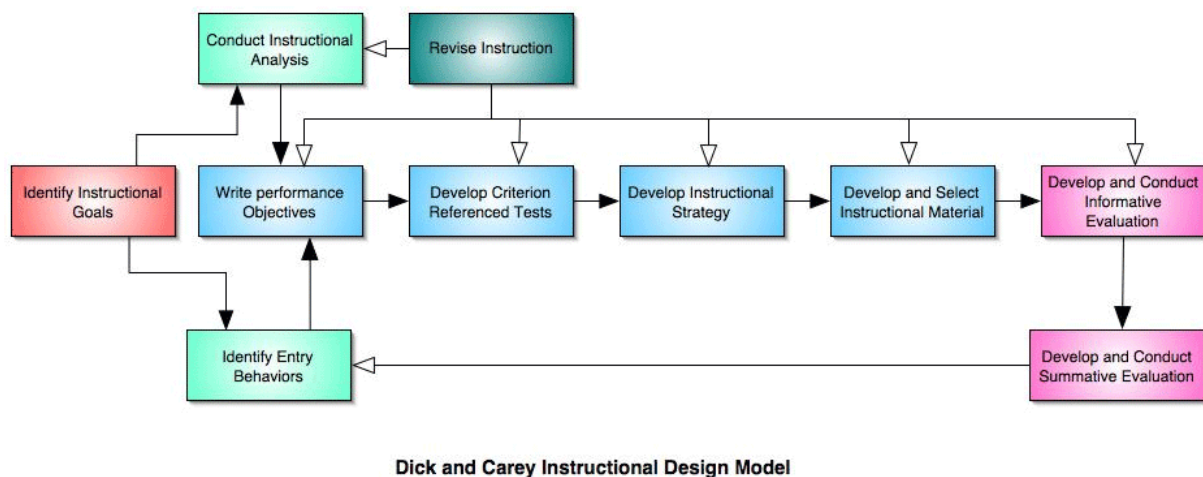 Conduct Instructional
Analysis
Revise Instruction
Identify Instructional
Goals
Write performance
Objectives
Develop Criterion
Referenced Tests
Develop Instructional
Strategy
Develop and Select
Instructional Material
Develop and Conduct
Informative
Evaluation
Identify Entry
Behaviors
Develop and Conduct
Summative Evaluation
Dick and Carey Instructional Design Model